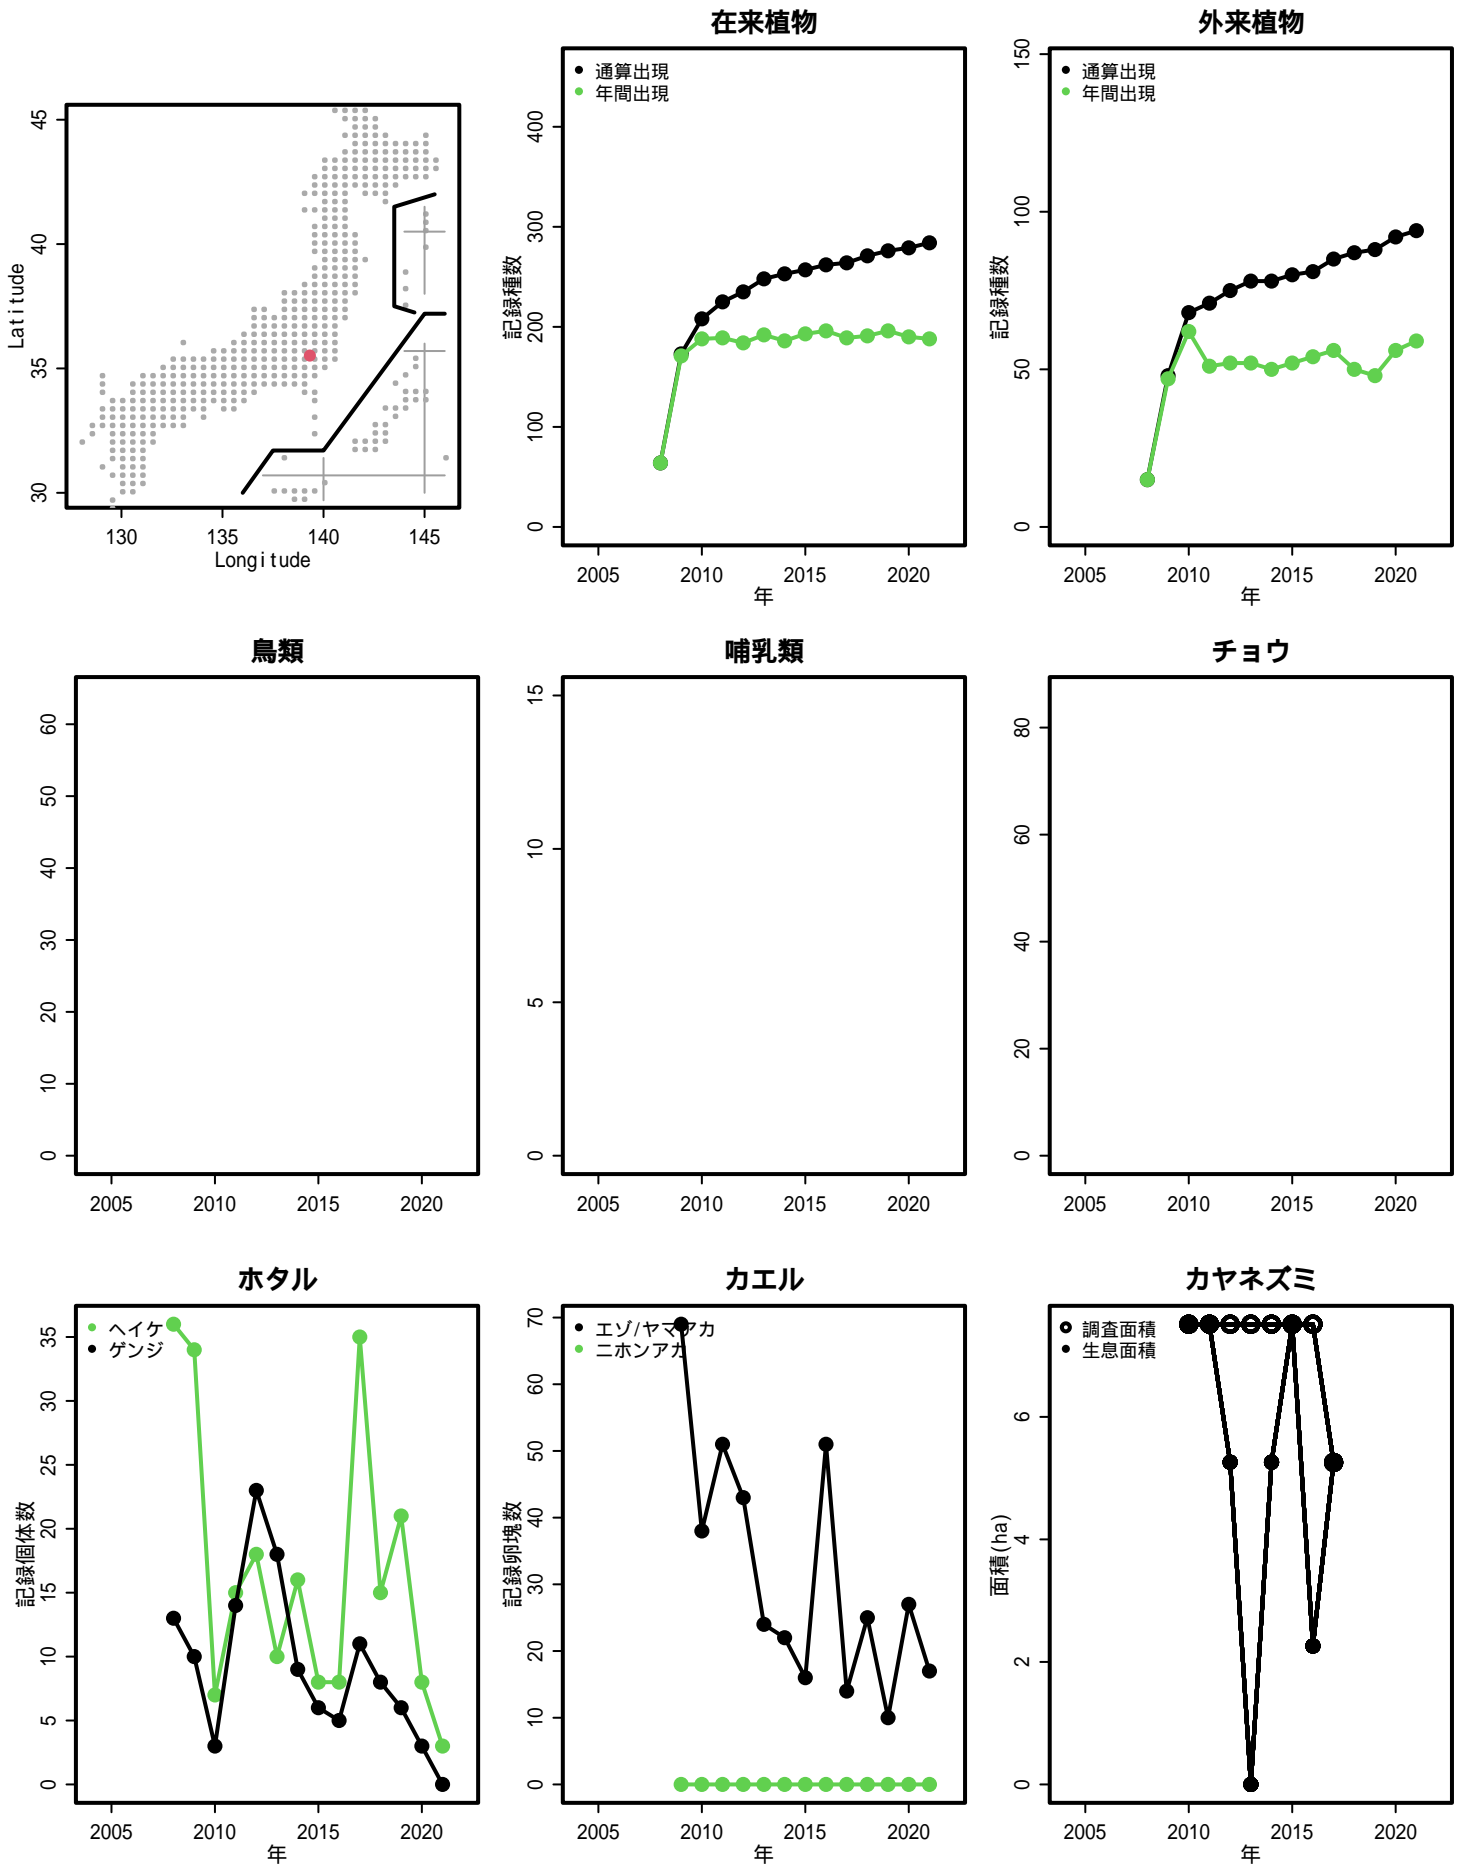 45
40
35
30
Latitude
130 135 140 145
Longitude
在来植物
通算出現
年間出現
400
300
200
100
0
記録種数
2005 2010 2015 2020
年
外来植物
通算出現
年間出現
150
100
50
0
記録種数
2005 2010 2015 2020
年
鳥類
60
50
40
30
20
10
0
2005 2010 2015 2020
哺乳類
15
10
5
0
2005 2010 2015 2020
チョウ
80
60
40
20
0
2005 2010 2015 2020
ホタル
ヘイケ
ゲンジ
35
30
25
20
15
10
5
0
記録個体数
2005 2010 2015 2020
年
カエル
エゾ/ヤマアカ
ニホンアカ
70
60
50
40
30
20
10
0
記録卵塊数
2005 2010 2015 2020
年
カヤネズミ
調査面積
生息面積
6
4
2
0
面積(ha)
2005 2010 2015 2020
年